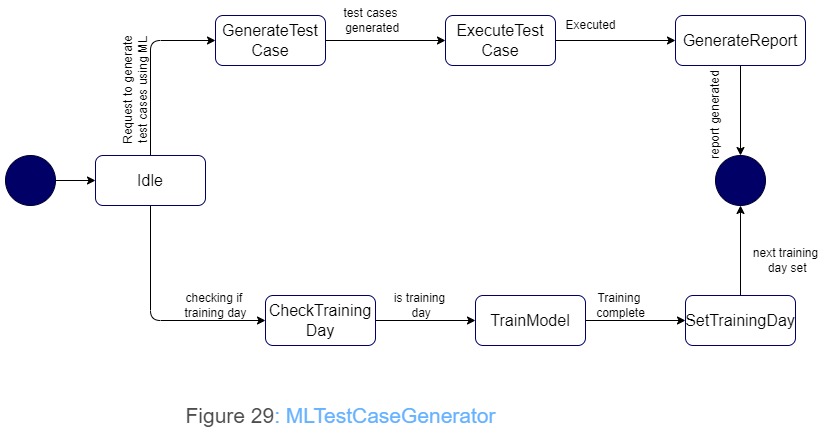 Request to generate
test cases using ML
GenerateTest
Case
test cases
generated
ExecuteTest
Case
Executed
GenerateReport
report generated
Idle
checking if
training day
CheckTraining
Day
is training
day
TrainModel
Training
complete
SetTrainingDay
next training
day set
Figure 29: MLTestCaseGenerator